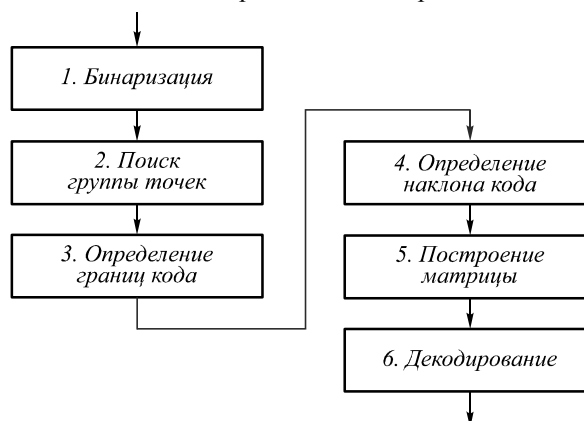 1. Бинаризация
2. Поиск
группы точек
3. Определение
границ кода
4. Определение
наклона кода
5. Построение
матрицы
6. Декодирование